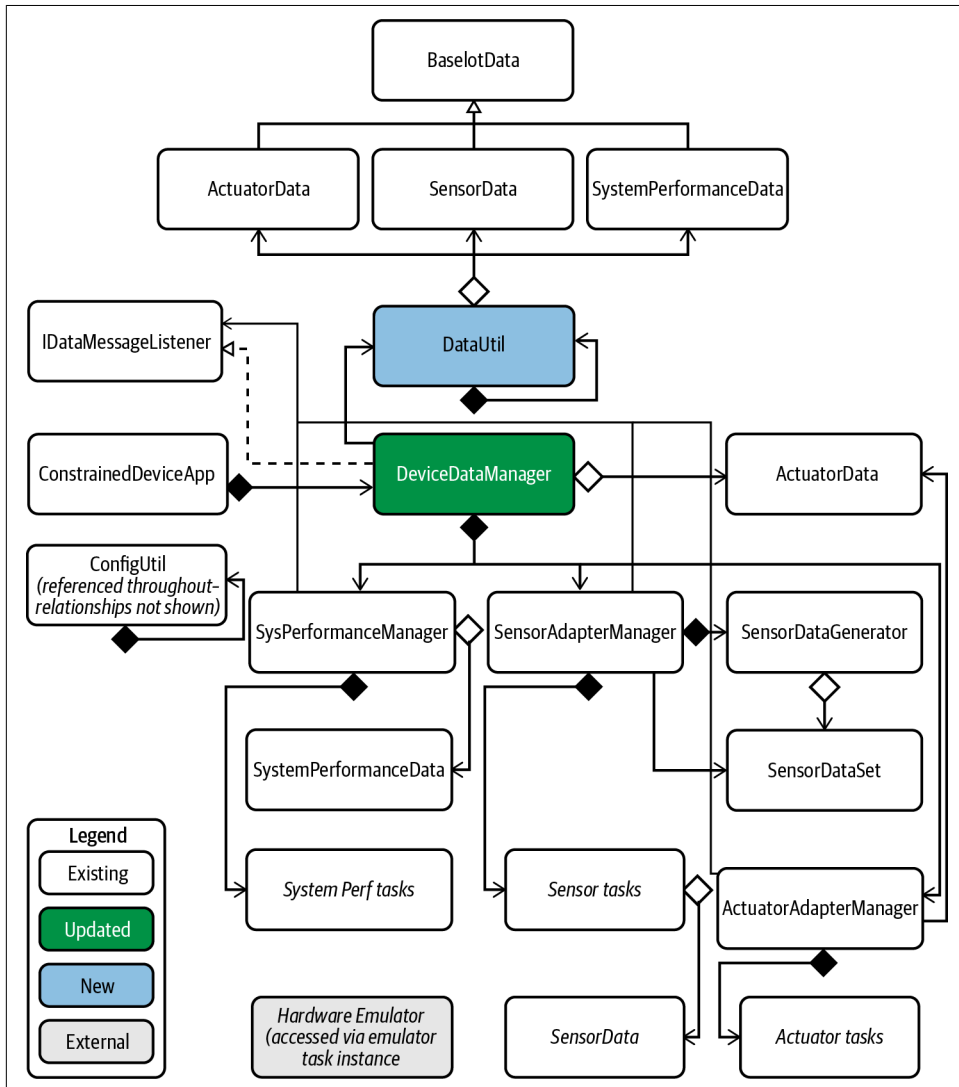 BaseIotData
ActuatorData
SensorData
SystemPerformanceData
IDataMessageListener
DataUtil
ConstrainedDeviceApp
DeviceDataManager
ActuatorData
ConfigUtil
(referenced throughout–
relationships not shown)
SysPerformanceManager
SensorAdapterManager
SensorDataGenerator
SystemPerformanceData
SensorDataSet
Legend
Existing
Updated
New
External
System Perf tasks
Sensor tasks
ActuatorAdapterManager
Hardware Emulator
(accessed via emulator
task instance
SensorData
Actuator tasks